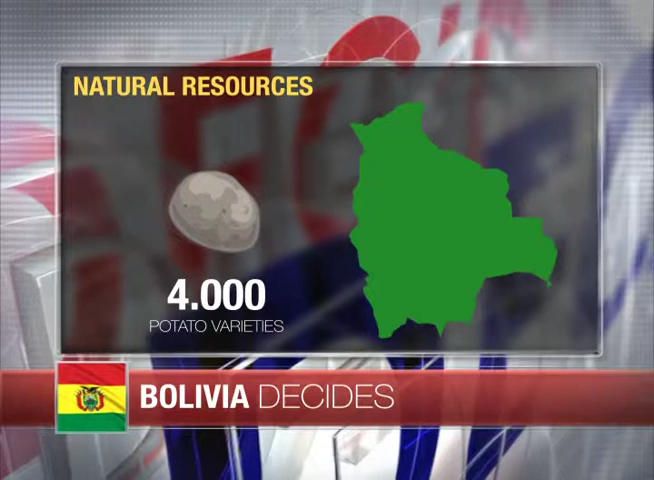 NATURAL RESOURCES
4.000
POTATO VARIETIES
BOLIVIA DECIDES